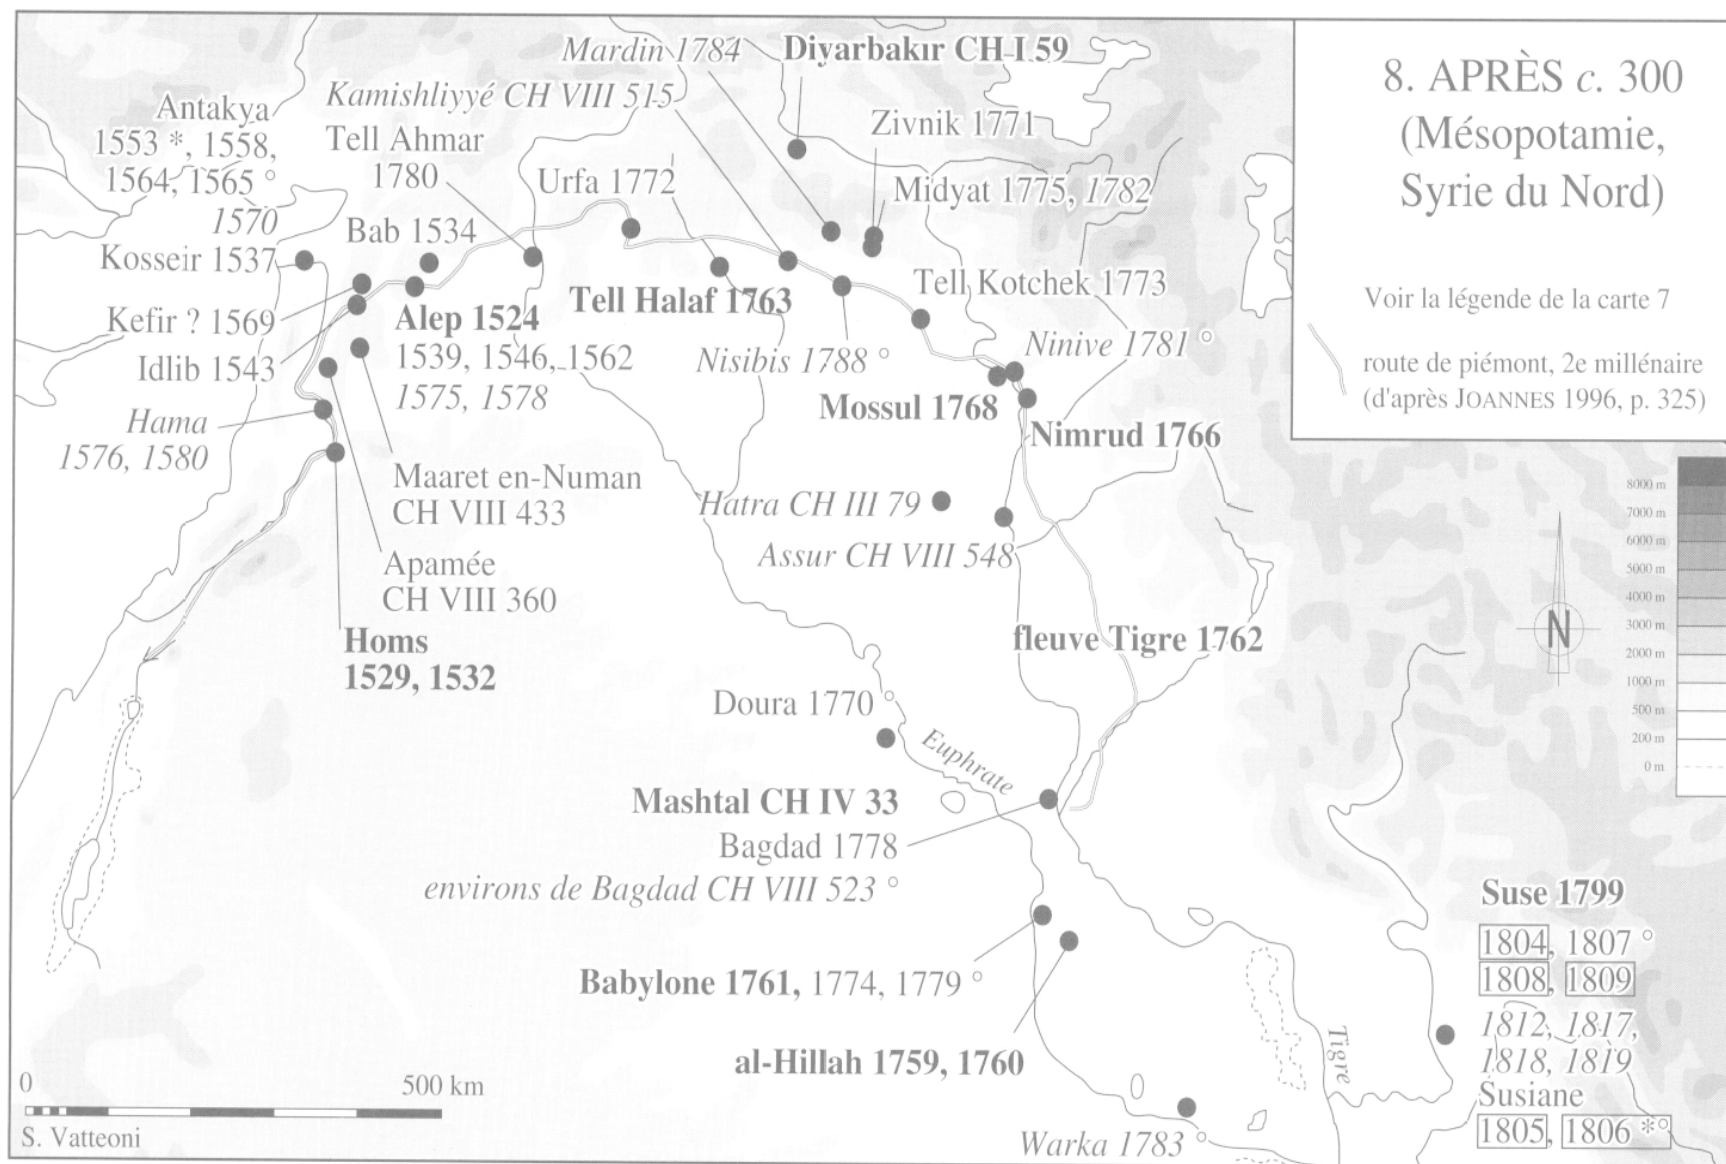 8. APRÈS c. 300
(Mésopotamie,
Syrie du Nord)
Voir la légende de la carte 7
route de piémont, 2e millénaire
(d'après JOANNES 1996, p. 325)
Mardin 1784
Diyarbakır CH I 59
Kamishliyyé CH VIII 515
Zivnik 1771
Antakya
1553 *, 1558,
1564, 1565 °
1570
Tell Ahmar
1780
Urfa 1772
Midyat 1775, 1782
Bab 1534
Kosseir 1537
Tell Kotchek 1773
Tell Halaf 1763
Kefir ? 1569
Alep 1524
1539, 1546, 1562
1575, 1578
Idlib 1543
Nisibis 1788 °
Ninive 1781 °
Mossul 1768
Hama
1576, 1580
Nimrud 1766
Maaret en-Numan
CH VIII 433
Hatra CH III 79
Assur CH VIII 548
Apamée
CH VIII 360
Homs
1529, 1532
fleuve Tigre 1762
Doura 1770 °
Euphrate
Mashtal CH IV 33
Bagdad 1778
environs de Bagdad CH VIII 523 °
Babylone 1761, 1774, 1779 °
al-Hillah 1759, 1760
Tigre
Warka 1783 °
Suse 1799
1804, 1807 °
1808, 1809
1812, 1817,
1818, 1819
Susiane
1805, 1806 *°
8000 m
7000 m
6000 m
5000 m
4000 m
3000 m
2000 m
1000 m
500 m
200 m
0 m
N
0 500 km
S. Vatteoni